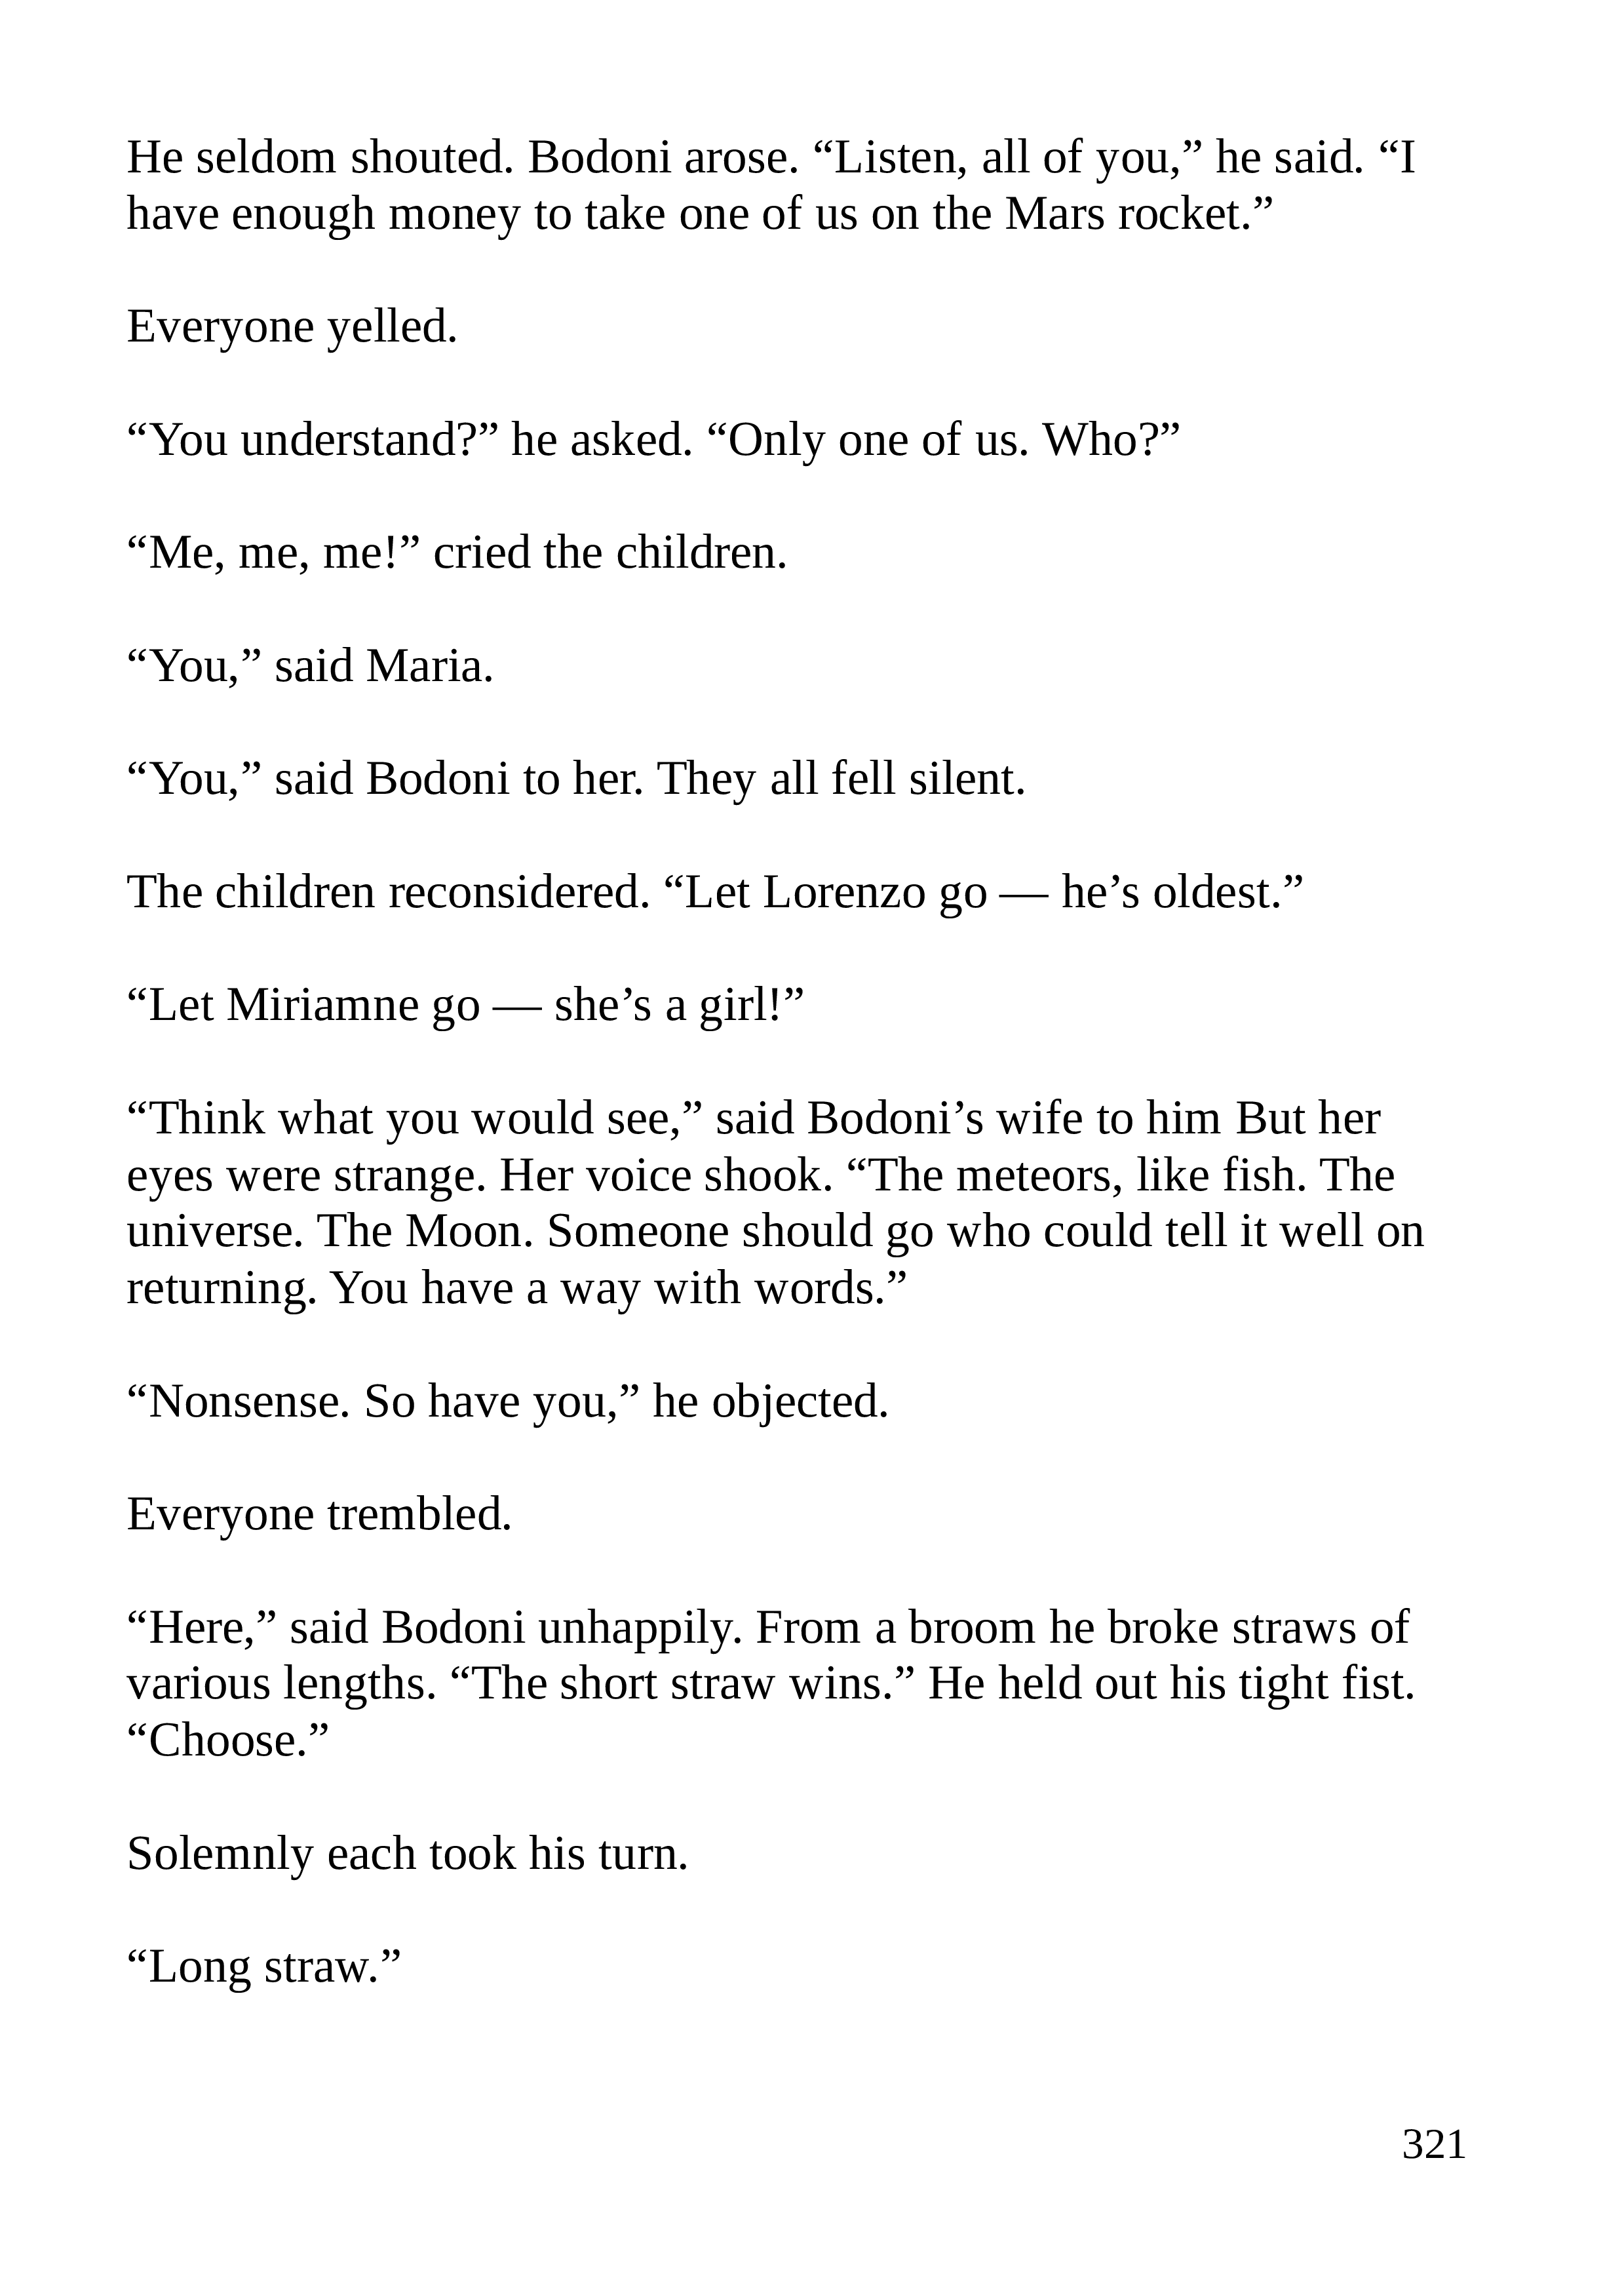 He seldom shouted. Bodoni arose. “Listen, all of you,” he said. “I
have enough money to take one of us on the Mars rocket.”
Everyone yelled.
“You understand?” he asked. “Only one of us. Who?”
“Me, me, me!” cried the children.
“You,” said Maria.
“You,” said Bodoni to her. They all fell silent.
The children reconsidered. “Let Lorenzo go — he’s oldest.”
“Let Miriamne go — she’s a girl!”
“Think what you would see,” said Bodoni’s wife to him But her
eyes were strange. Her voice shook. “The meteors, like fish. The
universe. The Moon. Someone should go who could tell it well on
returning. You have a way with words.”
“Nonsense. So have you,” he objected.
Everyone trembled.
“Here,” said Bodoni unhappily. From a broom he broke straws of
various lengths. “The short straw wins.” He held out his tight fist.
“Choose.”
Solemnly each took his turn.
“Long straw.”
321